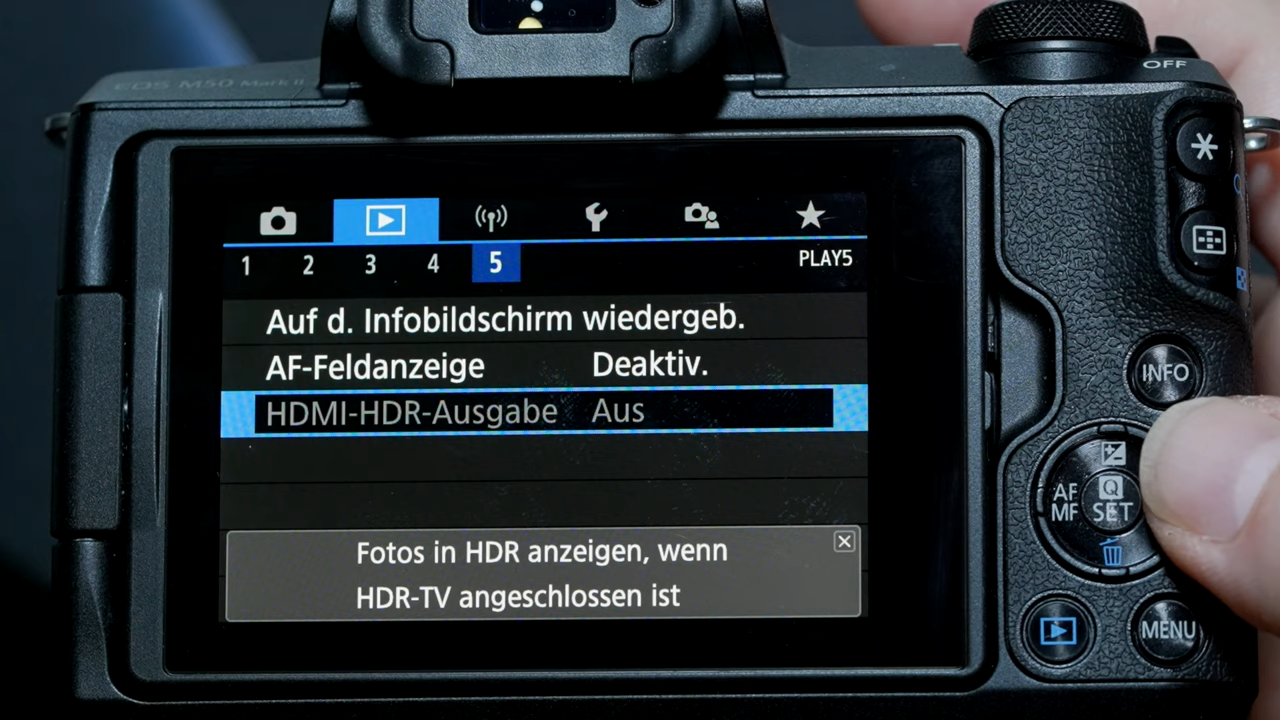 EOS M50 Mark II
OFF
1 2 3 4 5 PLAY5
Auf d. Infobildschirm wiedergeb.
AF-Feldanzeige Deaktiv.
HDMI-HDR-Ausgabe Aus
Fotos in HDR anzeigen, wenn
HDR-TV angeschlossen ist
INFO
AF
MF
Q
SET
MENU